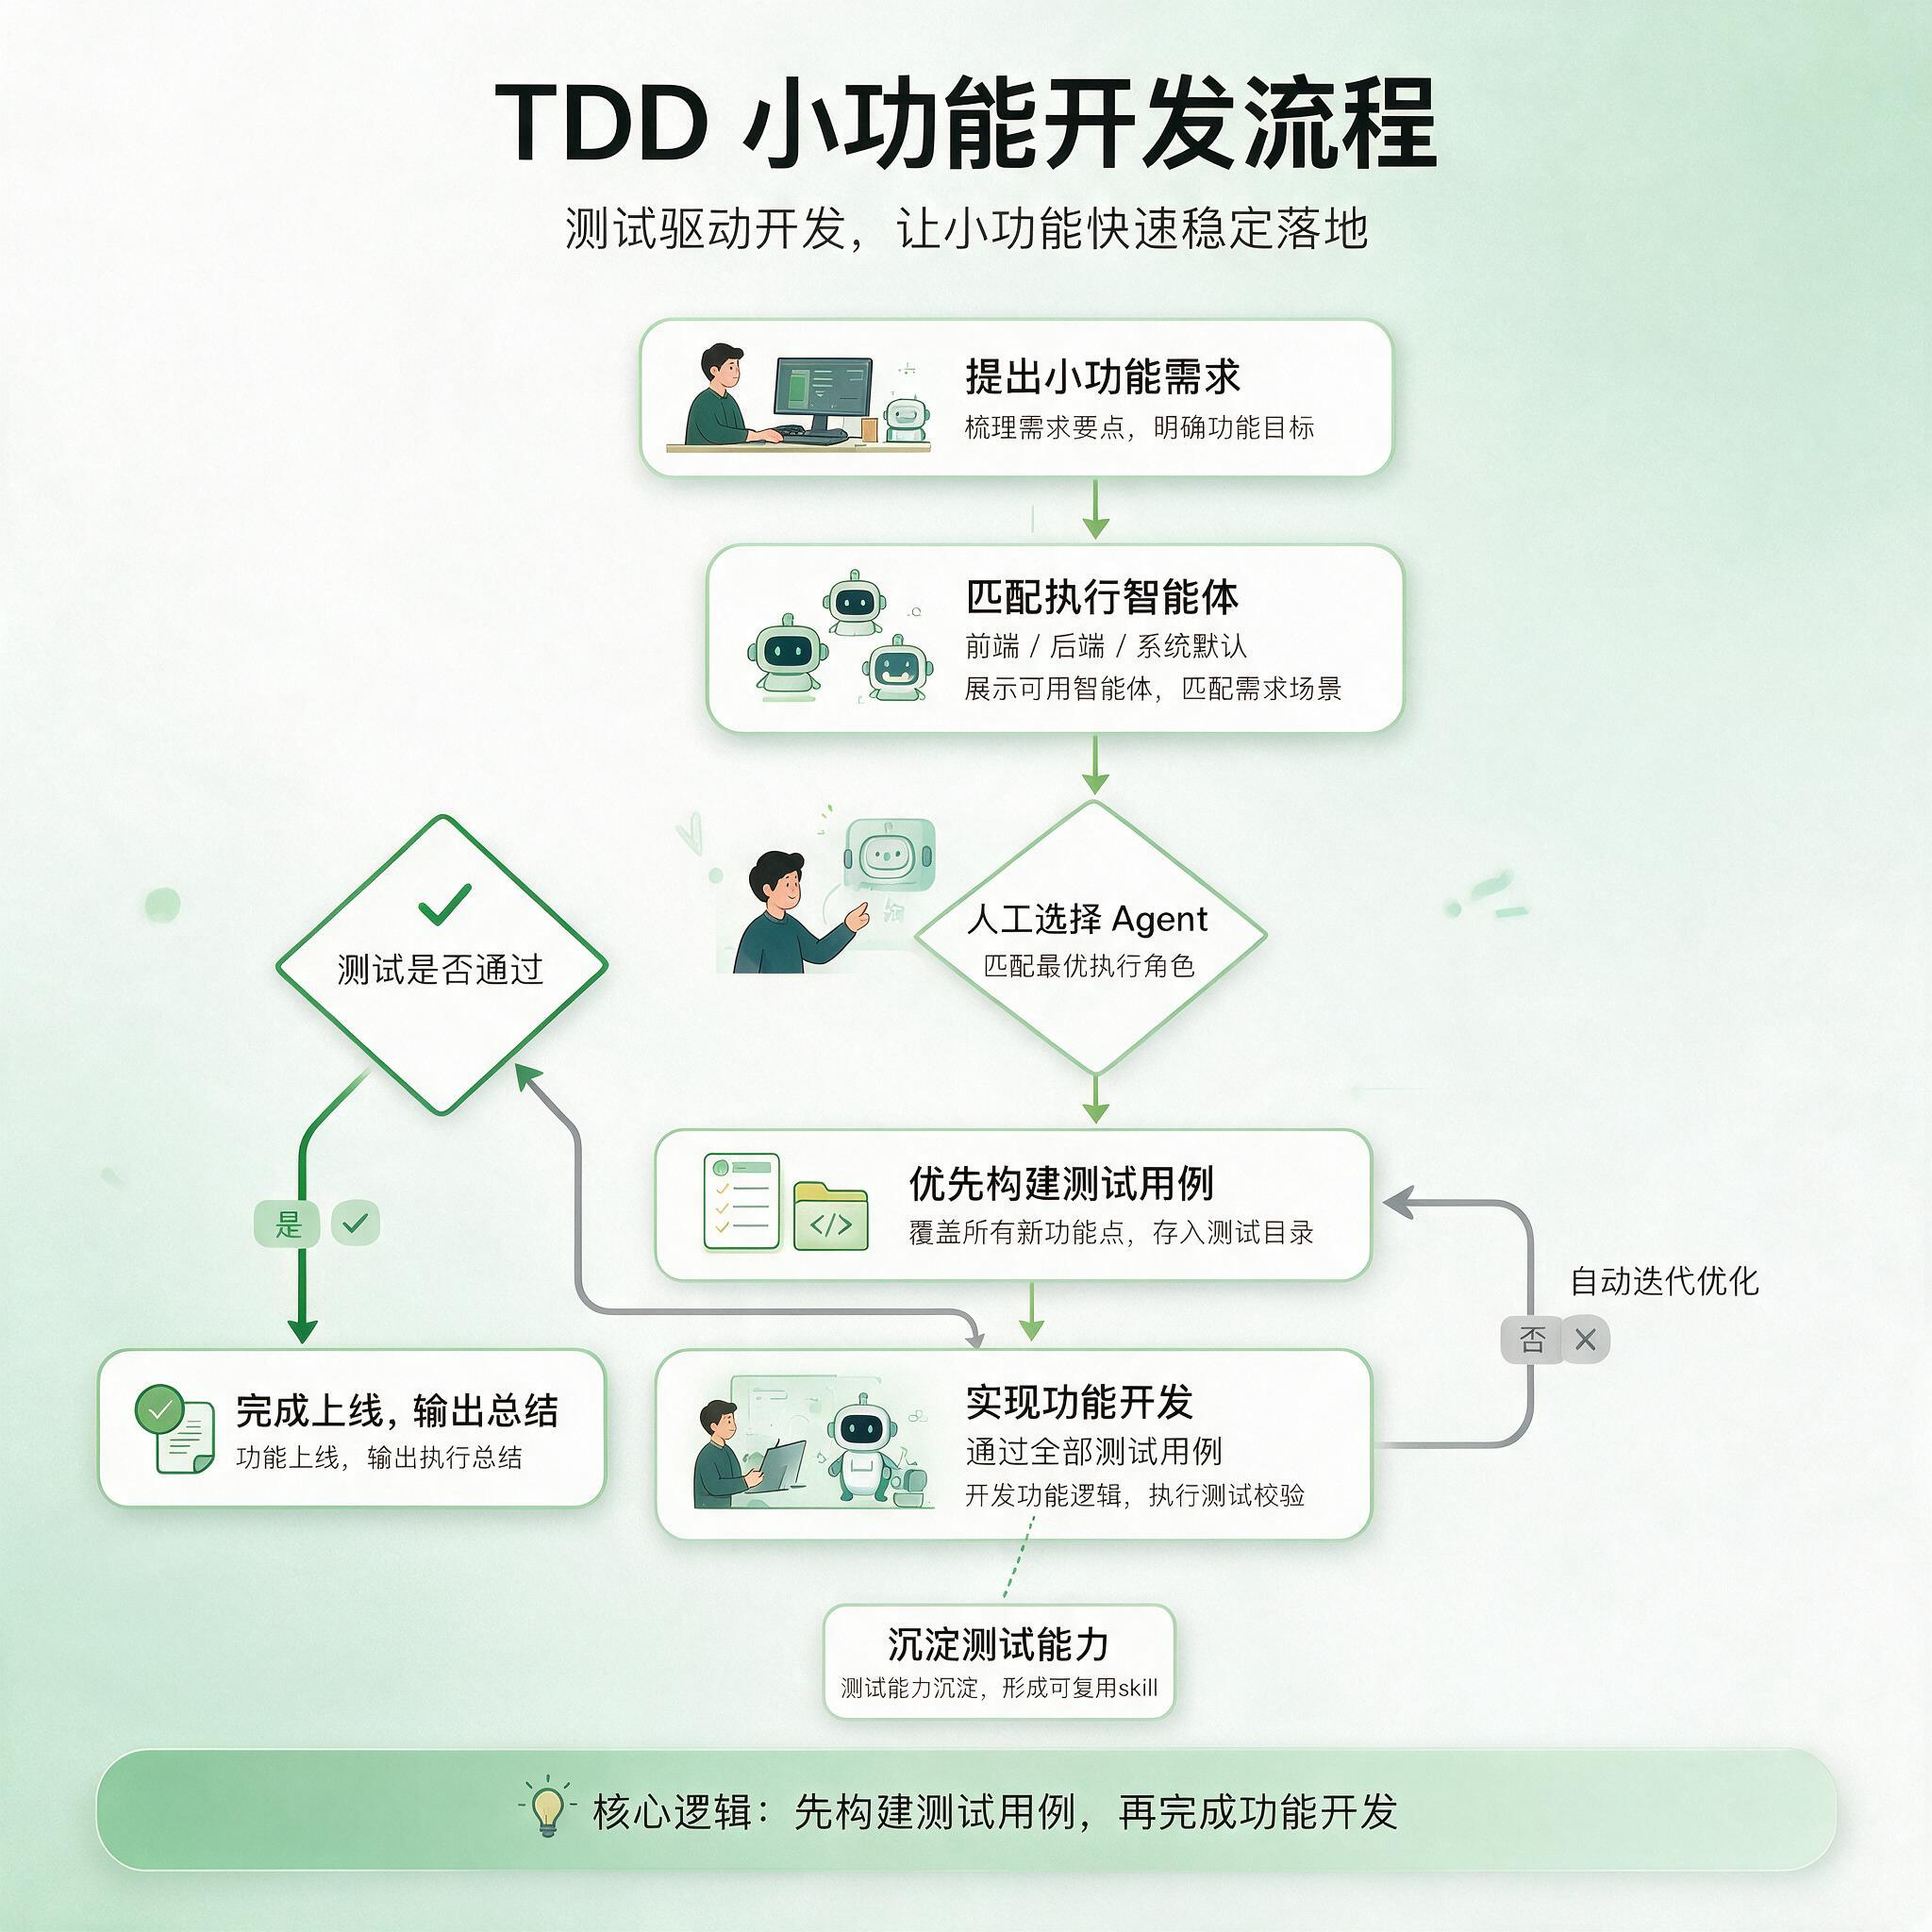 TDD 小功能开发流程
测试驱动开发，让小功能快速稳定落地
提出小功能需求
梳理需求要点，明确功能目标
匹配执行智能体
前端 / 后端 / 系统默认
展示可用智能体，匹配需求场景
人工选择 Agent
匹配最优执行角色
测试是否通过
优先构建测试用例
覆盖所有新功能点，存入测试目录
是
自动迭代优化
否
实现功能开发
通过全部测试用例
开发功能逻辑，执行测试校验
完成上线，输出总结
功能上线，输出执行总结
沉淀测试能力
测试能力沉淀，形成可复用skill
核心逻辑：先构建测试用例，再完成功能开发